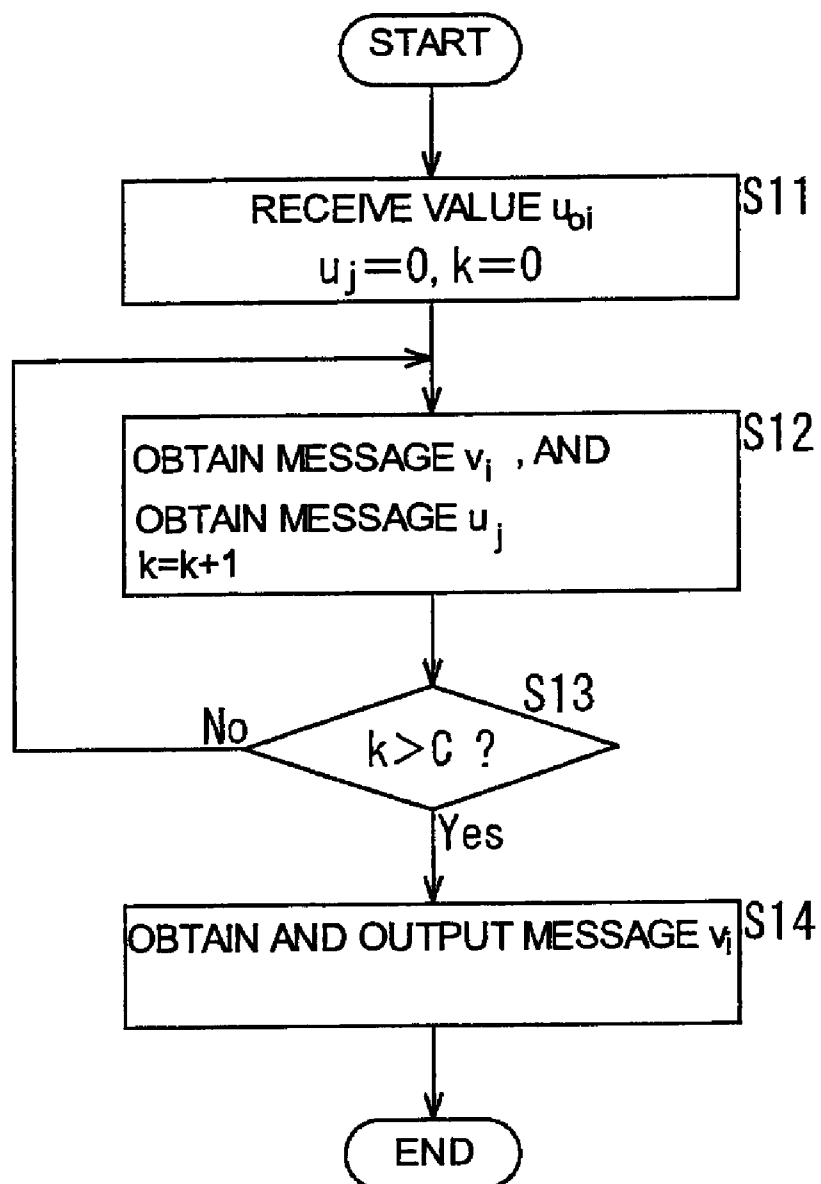 START
S11
RECEIVE VALUE u₀ᵢ
uⱼ=0, k=0
S12
OBTAIN MESSAGE vᵢ , AND
OBTAIN MESSAGE uⱼ
k=k+1
S13
No
k>C ?
Yes
S14
OBTAIN AND OUTPUT MESSAGE vᵢ
END